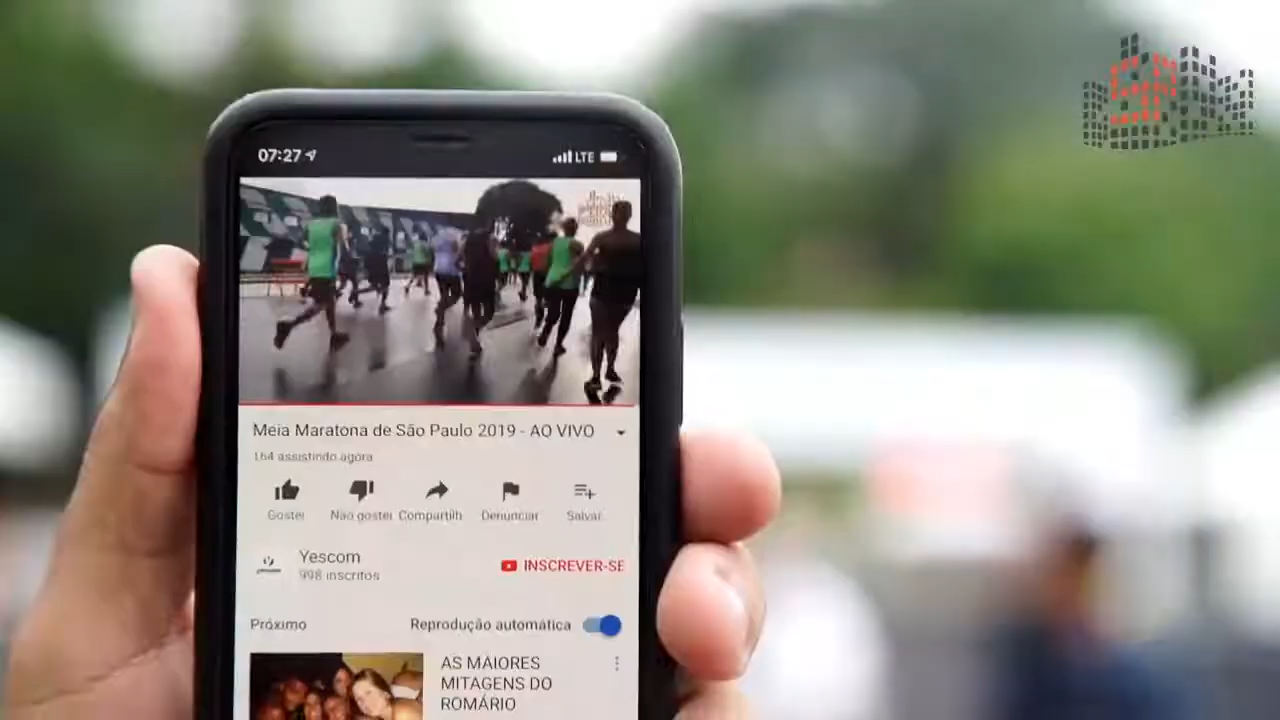 SP
07:27
LTE
Meia Maratona de São Paulo 2019 - AO VIVO
164 assistindo agora
Gostei
Não gostei
Compartilh
Denunciar
Salvar
Yescom
998 inscritos
INSCREVER-SE
Próximo
Reprodução automática
AS MAIORES
MITAGENS DO
ROMÁRIO